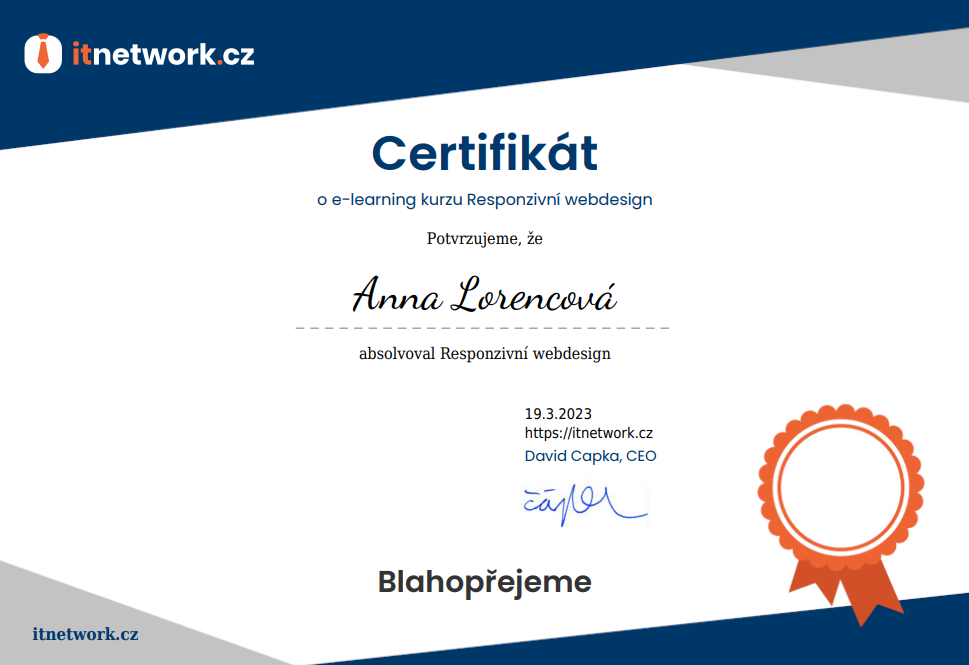 itnetwork.cz
Certifikát
o e-learning kurzu Responzivní webdesign
Potvrzujeme, že
Anna Lorencová
absolvoval Responzivní webdesign
19.3.2023
https://itnetwork.cz
David Capka, CEO
Blahopřejeme
itnetwork.cz